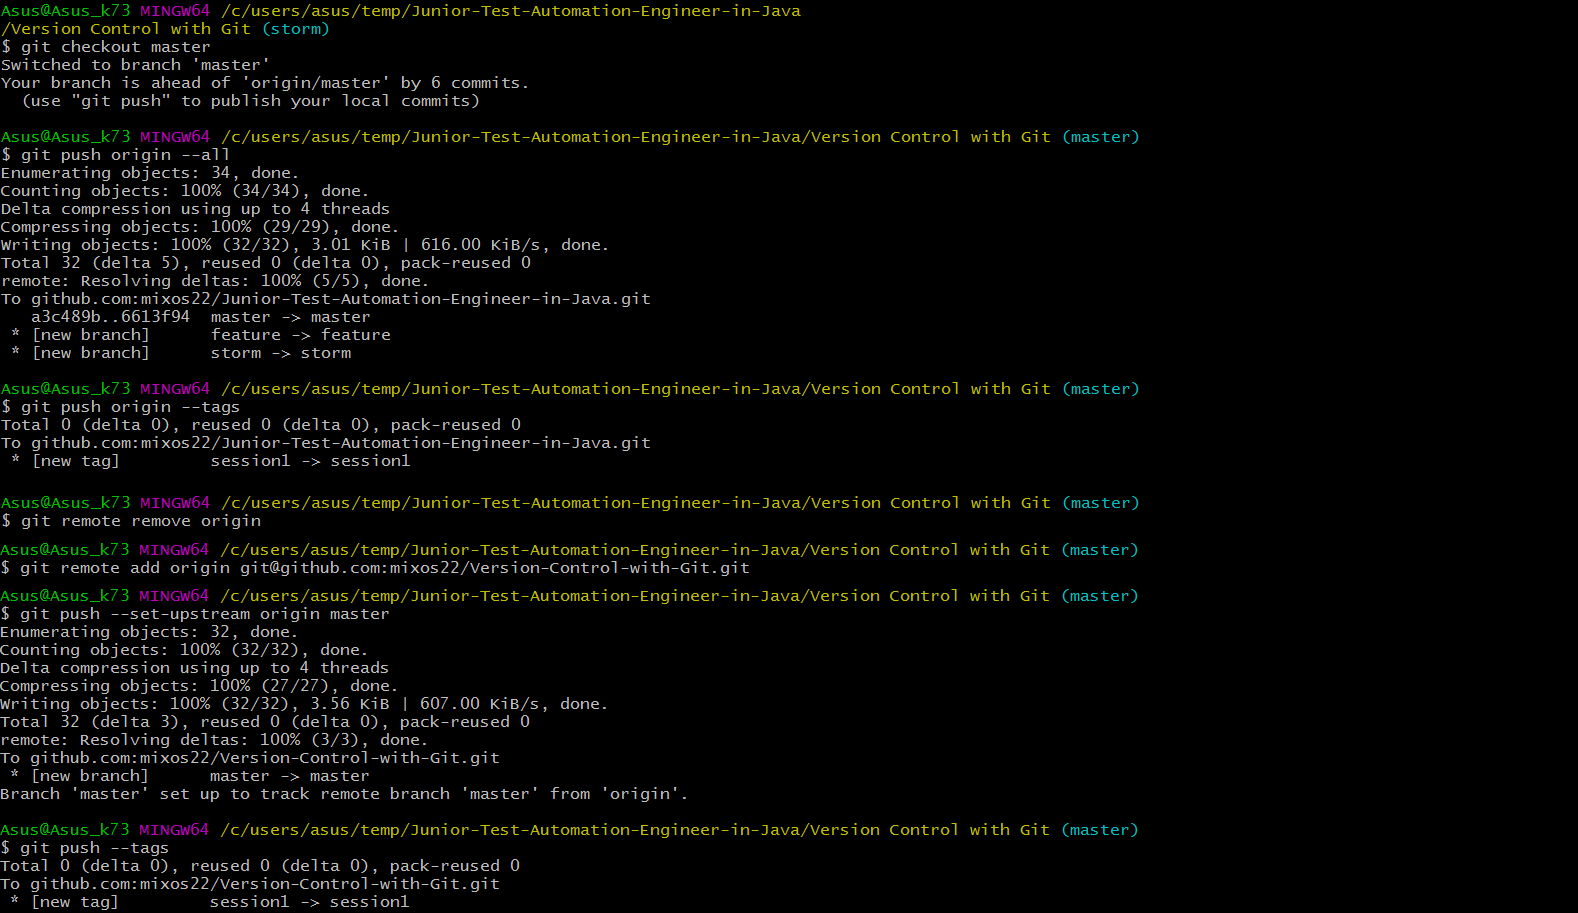 Asus@Asus_k73 MINGW64 /c/users/asus/temp/Junior-Test-Automation-Engineer-in-Java
/Version Control with Git (storm)
$ git checkout master
Switched to branch 'master'
Your branch is ahead of 'origin/master' by 6 commits.
  (use "git push" to publish your local commits)

Asus@Asus_k73 MINGW64 /c/users/asus/temp/Junior-Test-Automation-Engineer-in-Java/Version Control with Git (master)
$ git push origin --all
Enumerating objects: 34, done.
Counting objects: 100% (34/34), done.
Delta compression using up to 4 threads
Compressing objects: 100% (29/29), done.
Writing objects: 100% (32/32), 3.01 KiB | 616.00 KiB/s, done.
Total 32 (delta 5), reused 0 (delta 0), pack-reused 0
remote: Resolving deltas: 100% (5/5), done.
To github.com:mixos22/Junior-Test-Automation-Engineer-in-Java.git
   a3c489b..6613f94  master -> master
 * [new branch]      feature -> feature
 * [new branch]      storm -> storm

Asus@Asus_k73 MINGW64 /c/users/asus/temp/Junior-Test-Automation-Engineer-in-Java/Version Control with Git (master)
$ git push origin --tags
Total 0 (delta 0), reused 0 (delta 0), pack-reused 0
To github.com:mixos22/Junior-Test-Automation-Engineer-in-Java.git
 * [new tag]         session1 -> session1

Asus@Asus_k73 MINGW64 /c/users/asus/temp/Junior-Test-Automation-Engineer-in-Java/Version Control with Git (master)
$ git remote remove origin

Asus@Asus_k73 MINGW64 /c/users/asus/temp/Junior-Test-Automation-Engineer-in-Java/Version Control with Git (master)
$ git remote add origin git@github.com:mixos22/Version-Control-with-Git.git

Asus@Asus_k73 MINGW64 /c/users/asus/temp/Junior-Test-Automation-Engineer-in-Java/Version Control with Git (master)
$ git push --set-upstream origin master
Enumerating objects: 32, done.
Counting objects: 100% (32/32), done.
Delta compression using up to 4 threads
Compressing objects: 100% (27/27), done.
Writing objects: 100% (32/32), 3.56 KiB | 607.00 KiB/s, done.
Total 32 (delta 3), reused 0 (delta 0), pack-reused 0
remote: Resolving deltas: 100% (3/3), done.
To github.com:mixos22/Version-Control-with-Git.git
 * [new branch]      master -> master
Branch 'master' set up to track remote branch 'master' from 'origin'.

Asus@Asus_k73 MINGW64 /c/users/asus/temp/Junior-Test-Automation-Engineer-in-Java/Version Control with Git (master)
$ git push --tags
Total 0 (delta 0), reused 0 (delta 0), pack-reused 0
To github.com:mixos22/Version-Control-with-Git.git
 * [new tag]         session1 -> session1